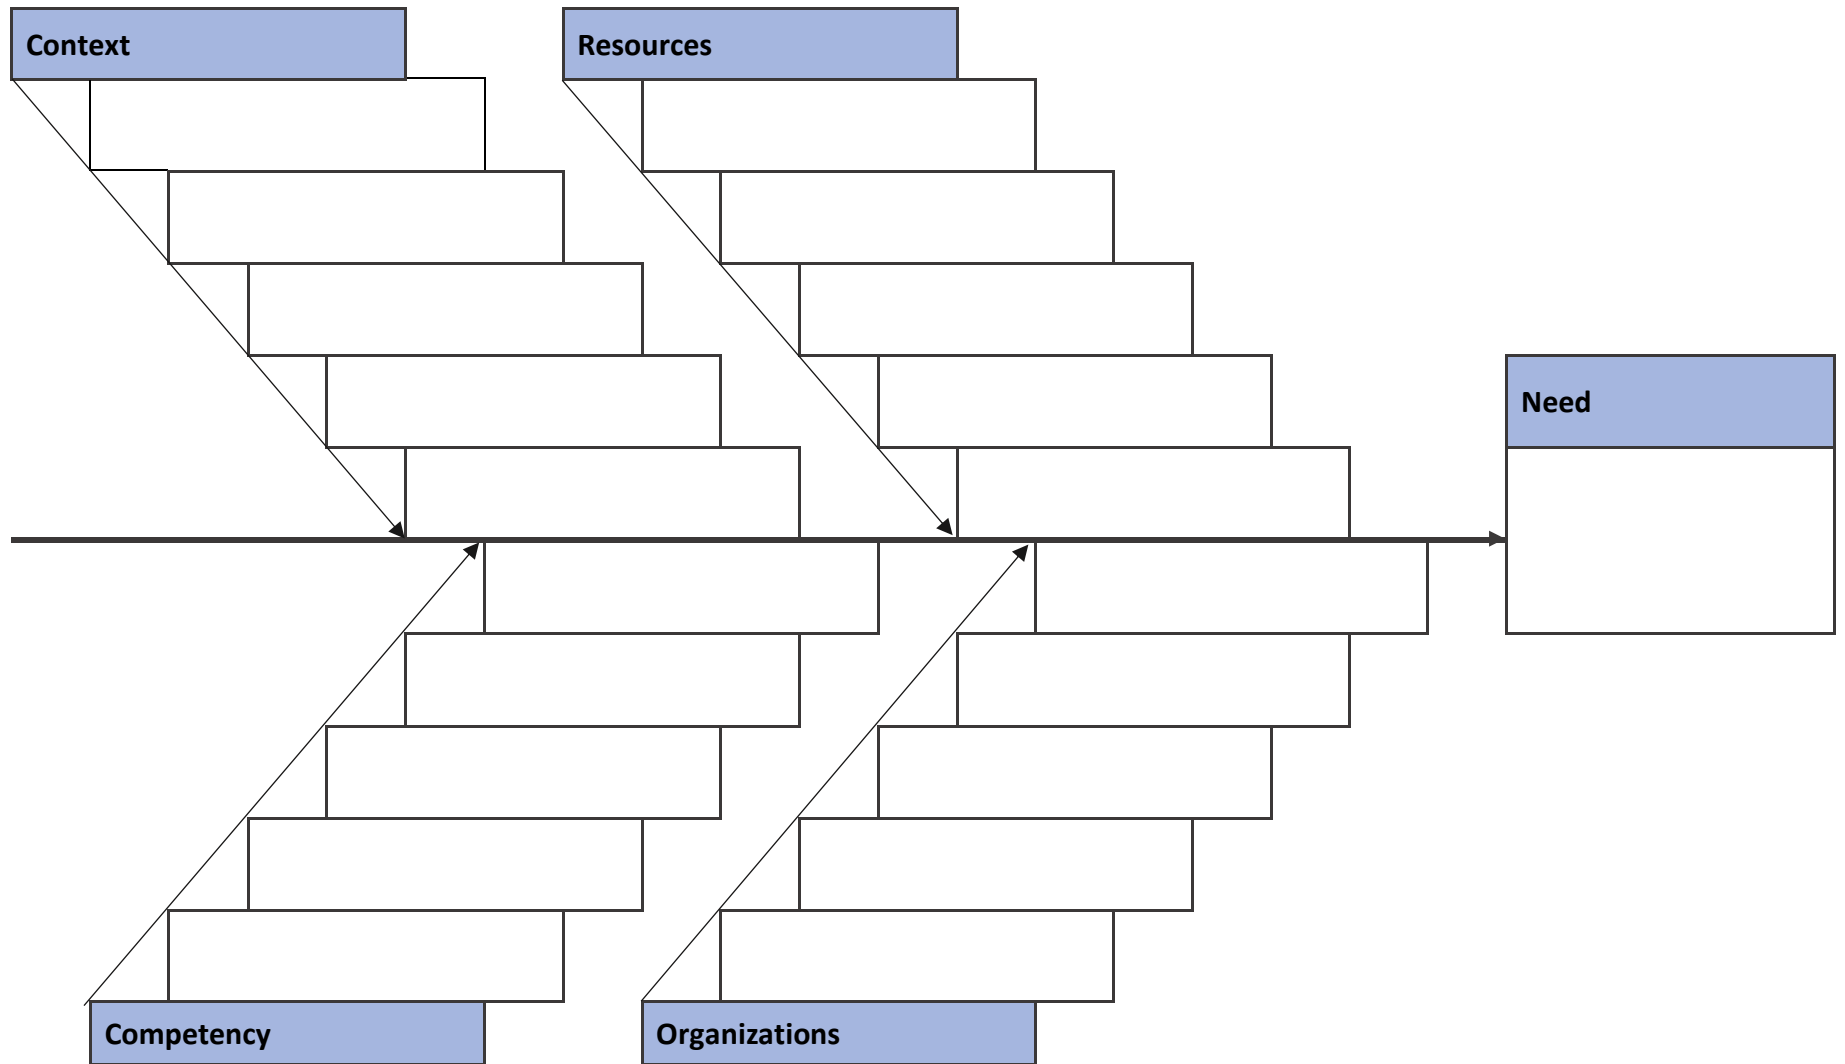 Context
Resources
Need
Competency
Organizations